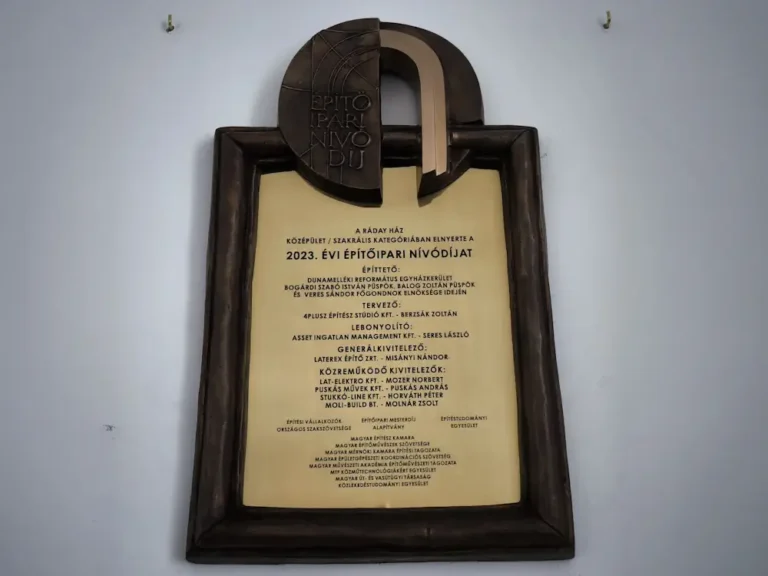 ÉPÍTŐ
IPARI
NÍVÓ
DÍJ
A RÁDAY HÁZ
KÖZÉPÜLET / SZAKRÁLIS KATEGÓRIÁBAN ELNYERTE A
2023. ÉVI ÉPÍTŐIPARI NÍVÓDÍJAT
ÉPÍTTETŐ:
DUNAMELLÉKI REFORMÁTUS EGYHÁZKERÜLET
BOGÁRDI SZABÓ ISTVÁN PÜSPÖK, BALOG ZOLTÁN PÜSPÖK
ÉS VERES SÁNDOR FŐGONDNOK ELNÖKSÉGE IDEJÉN
TERVEZŐ:
4PLUSZ ÉPÍTÉSZ STÚDIÓ KFT. - BERZSÁK ZOLTÁN
LEBONYOLÍTÓ:
ASSET INGATLAN MANAGEMENT KFT. - SERES LÁSZLÓ
GENERÁLKIVITELEZŐ:
LATEREX ÉPÍTŐ ZRT. - MISÁNYI NÁNDOR
KÖZREMŰKÖDŐ KIVITELEZŐK:
LAT-ELEKTRO KFT. - MOZER NORBERT
PUSKÁS MŰVEK KFT. - PUSKÁS ANDRÁS
STUKKÓ-LINE KFT. - HORVÁTH PÉTER
MOLI-BUILD BT. - MOLNÁR ZSOLT
ÉPÍTÉSI VÁLLALKOZÓK ÉPÍTŐIPARI MESTERDÍJ ÉPÍTÉSTUDOMÁNYI
ORSZÁGOS SZAKSZÖVETSÉGE ALAPÍTVÁNY EGYESÜLET
MAGYAR ÉPÍTÉSZ KAMARA
MAGYAR ÉPÍTŐMŰVÉSZEK SZÖVETSÉGE
MAGYAR MÉRNÖKI KAMARA ÉPÍTÉSI TAGOZATA
MAGYAR ÉPÜLETGÉPÉSZETI KOORDINÁCIÓS SZÖVETSÉG
MAGYAR MŰVÉSZETI AKADÉMIA ÉPÍTŐMŰVÉSZETI TAGOZATA
MTT KÖZMŰTECHNOLÓGIÁKÉRT EGYESÜLET
MAGYAR ÚT- ÉS VASÚTÜGYI TÁRSASÁG
KÖZLEKEDÉSTUDOMÁNYI EGYESÜLET